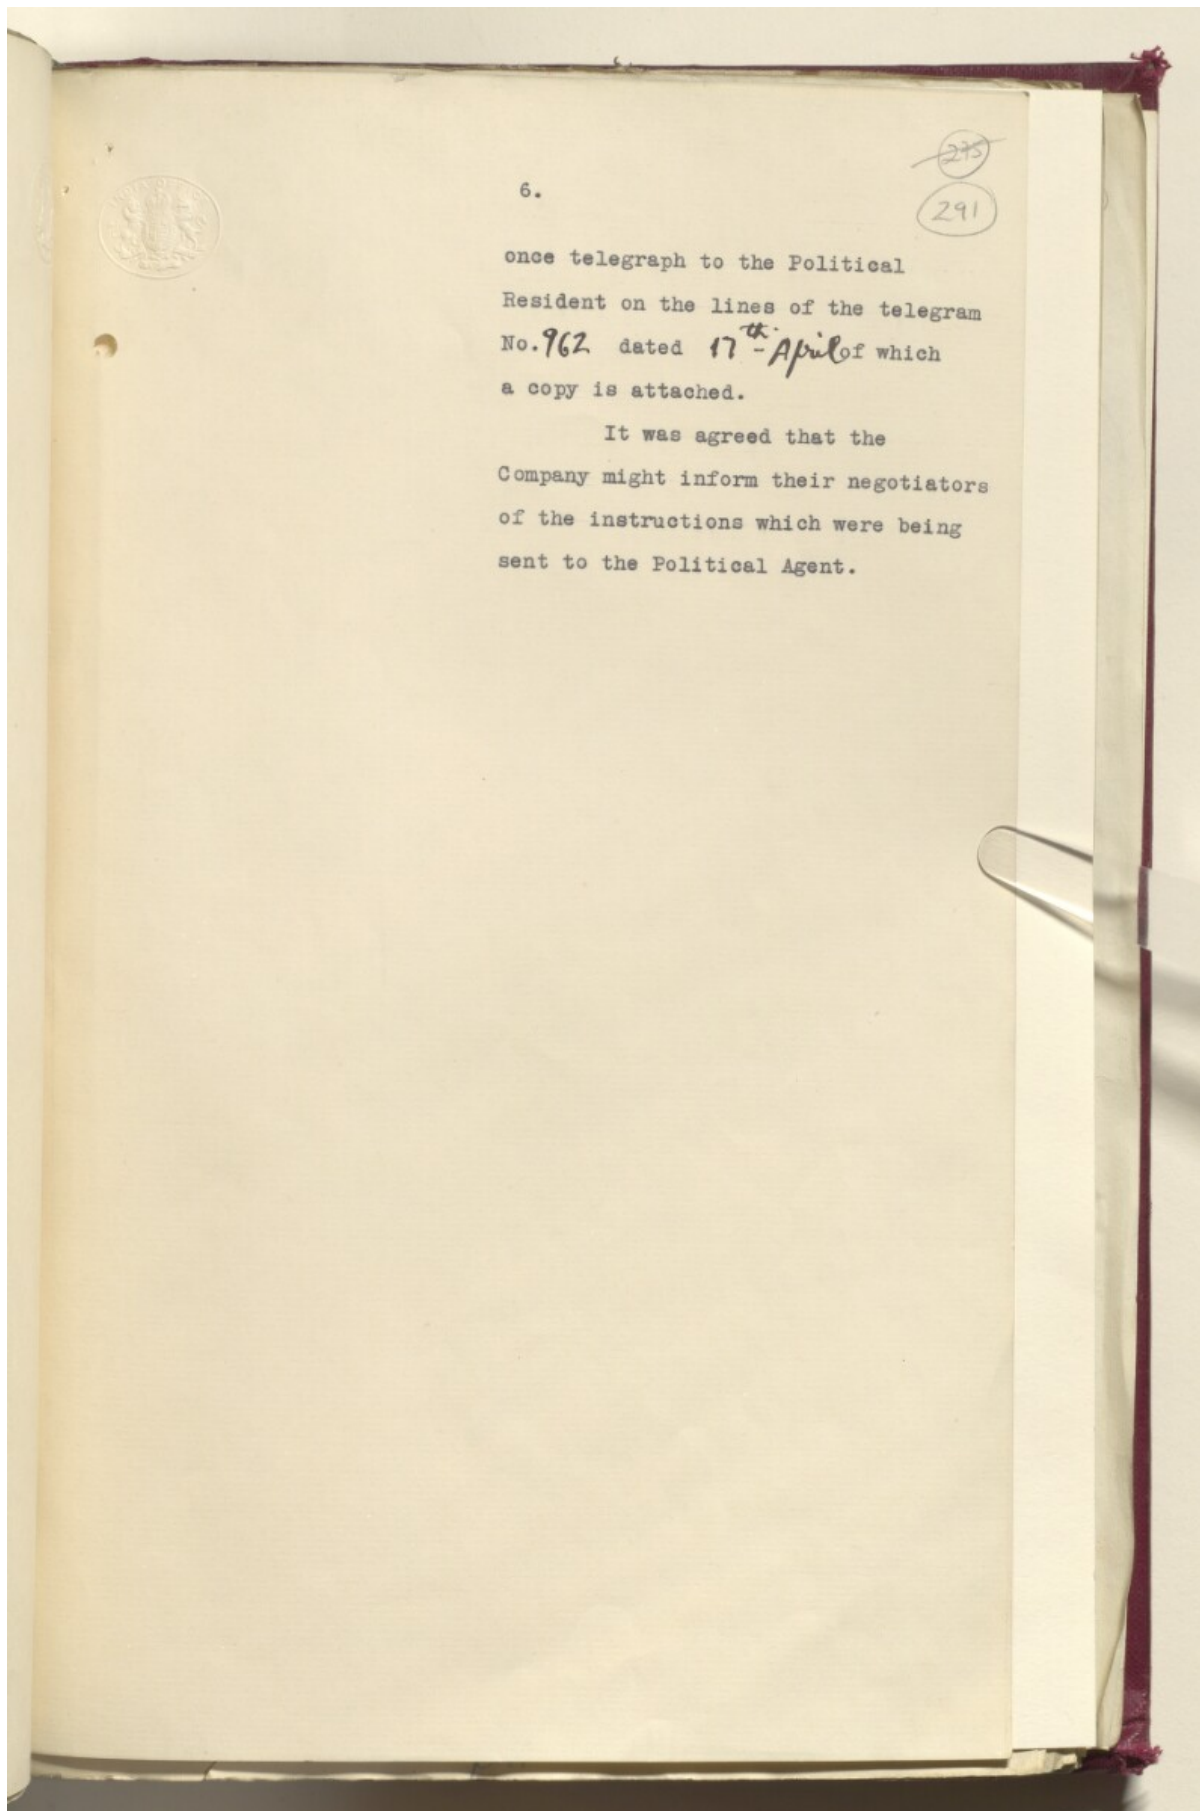 275
291
6.
INDIA OFFICE
once telegraph to the Political
Resident on the lines of the telegram
No. 962 dated 17th April of which
a copy is attached.
It was agreed that the
Company might inform their negotiators
of the instructions which were being
sent to the Political Agent.